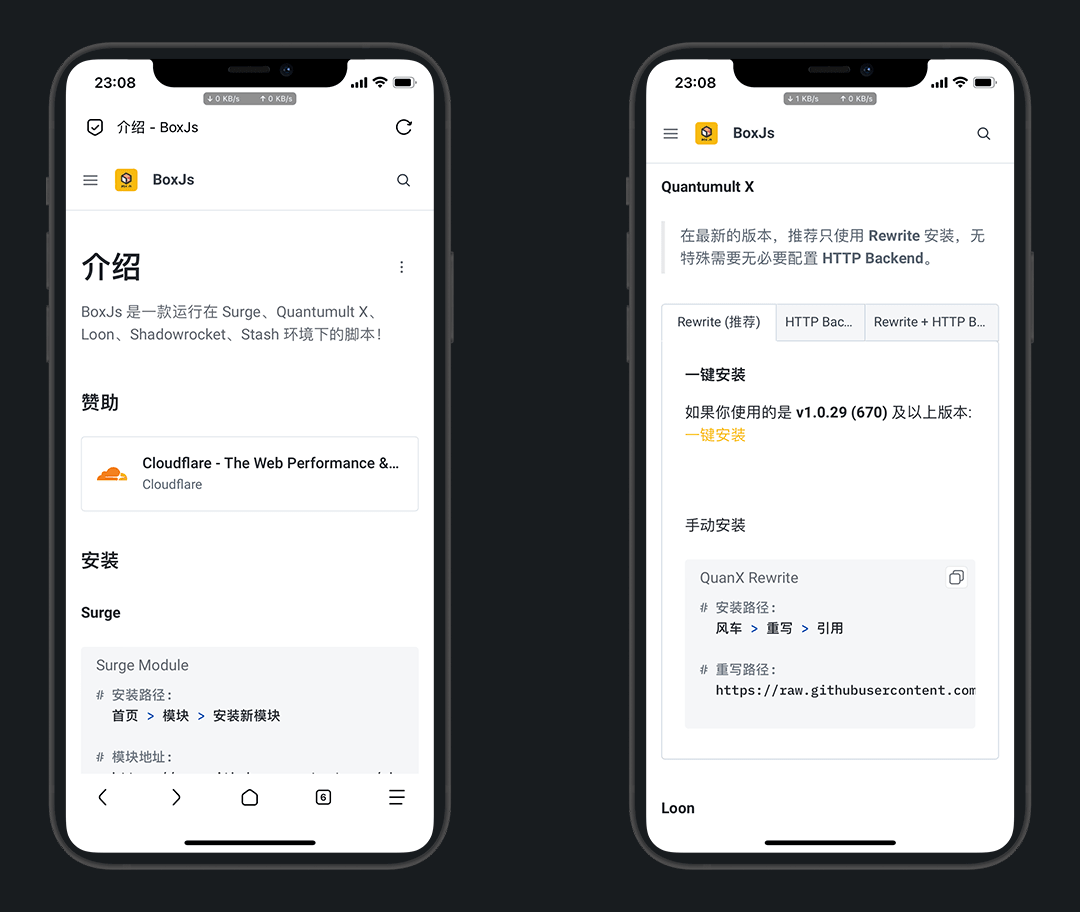 23:08
↓ 0 KB/s ↑ 0 KB/s
介绍 - BoxJs
BoxJs
介绍
BoxJs 是一款运行在 Surge、Quantumult X、
Loon、Shadowrocket、Stash 环境下的脚本！
赞助
Cloudflare - The Web Performance &...
Cloudflare
安装
Surge
Surge Module
# 安装路径:
首页 > 模块 > 安装新模块
# 模块地址:
6
23:08
↓ 1 KB/s ↑ 0 KB/s
BoxJs
Quantumult X
在最新的版本，推荐只使用 Rewrite 安装，无
特殊需要无必要配置 HTTP Backend。
Rewrite (推荐) HTTP Bac... Rewrite + HTTP B...
一键安装
如果你使用的是 v1.0.29 (670) 及以上版本:
一键安装
手动安装
QuanX Rewrite
# 安装路径:
风车 > 重写 > 引用
# 重写路径:
https://raw.githubusercontent.com
Loon